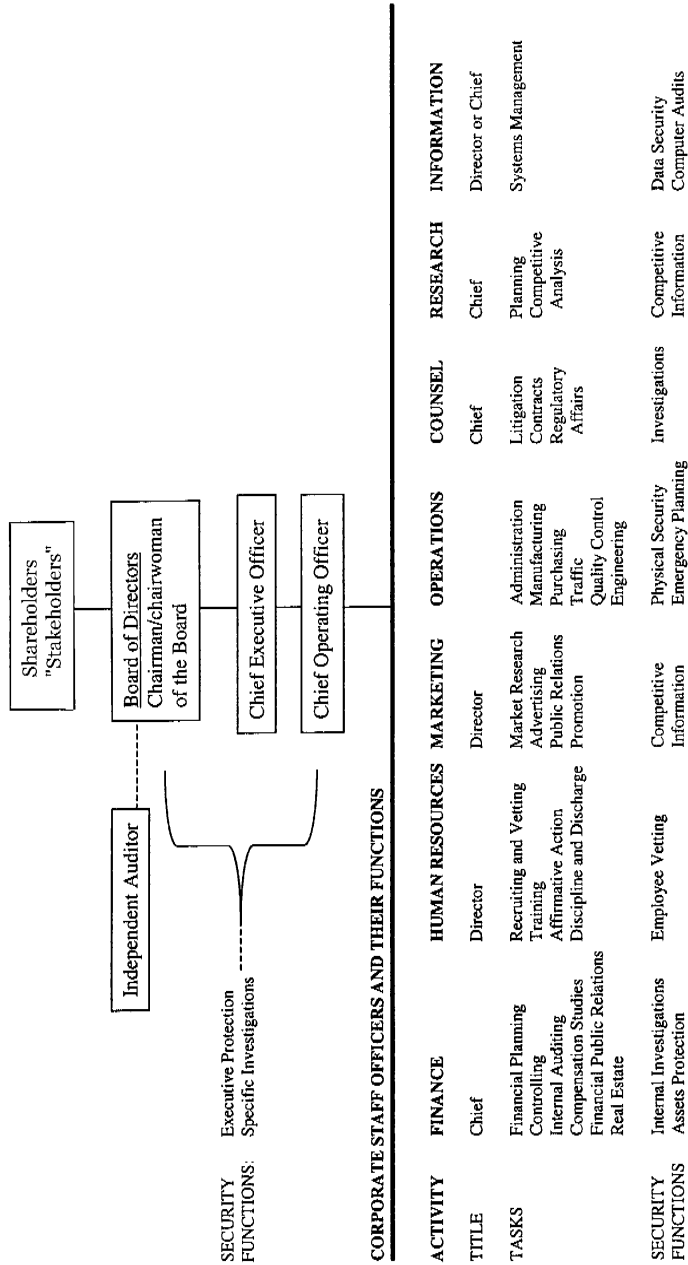 Shareholders
"Stakeholders"
Independent Auditor
Board of Directors
Chairman/chairwoman
of the Board
Chief Executive Officer
Chief Operating Officer
SECURITY
FUNCTIONS:
Executive Protection
Specific Investigations
CORPORATE STAFF OFFICERS AND THEIR FUNCTIONS
ACTIVITY FINANCE HUMAN RESOURCES MARKETING OPERATIONS COUNSEL RESEARCH INFORMATION
TITLE Chief Director Director Chief Chief Director or Chief
TASKS Financial Planning Recruiting and Vetting Market Research Administration Litigation Planning Systems Management
Controlling Training Advertising Manufacturing Contracts Competitive
Internal Auditing Affirmative Action Public Relations Purchasing Regulatory Analysis
Compensation Studies Discipline and Discharge Promotion Traffic Affairs
Financial Public Relations Quality Control
Real Estate Engineering
SECURITY Internal Investigations Employee Vetting Competitive Physical Security Investigations Competitive Data Security
FUNCTIONS Assets Protection Information Emergency Planning Information Computer Audits